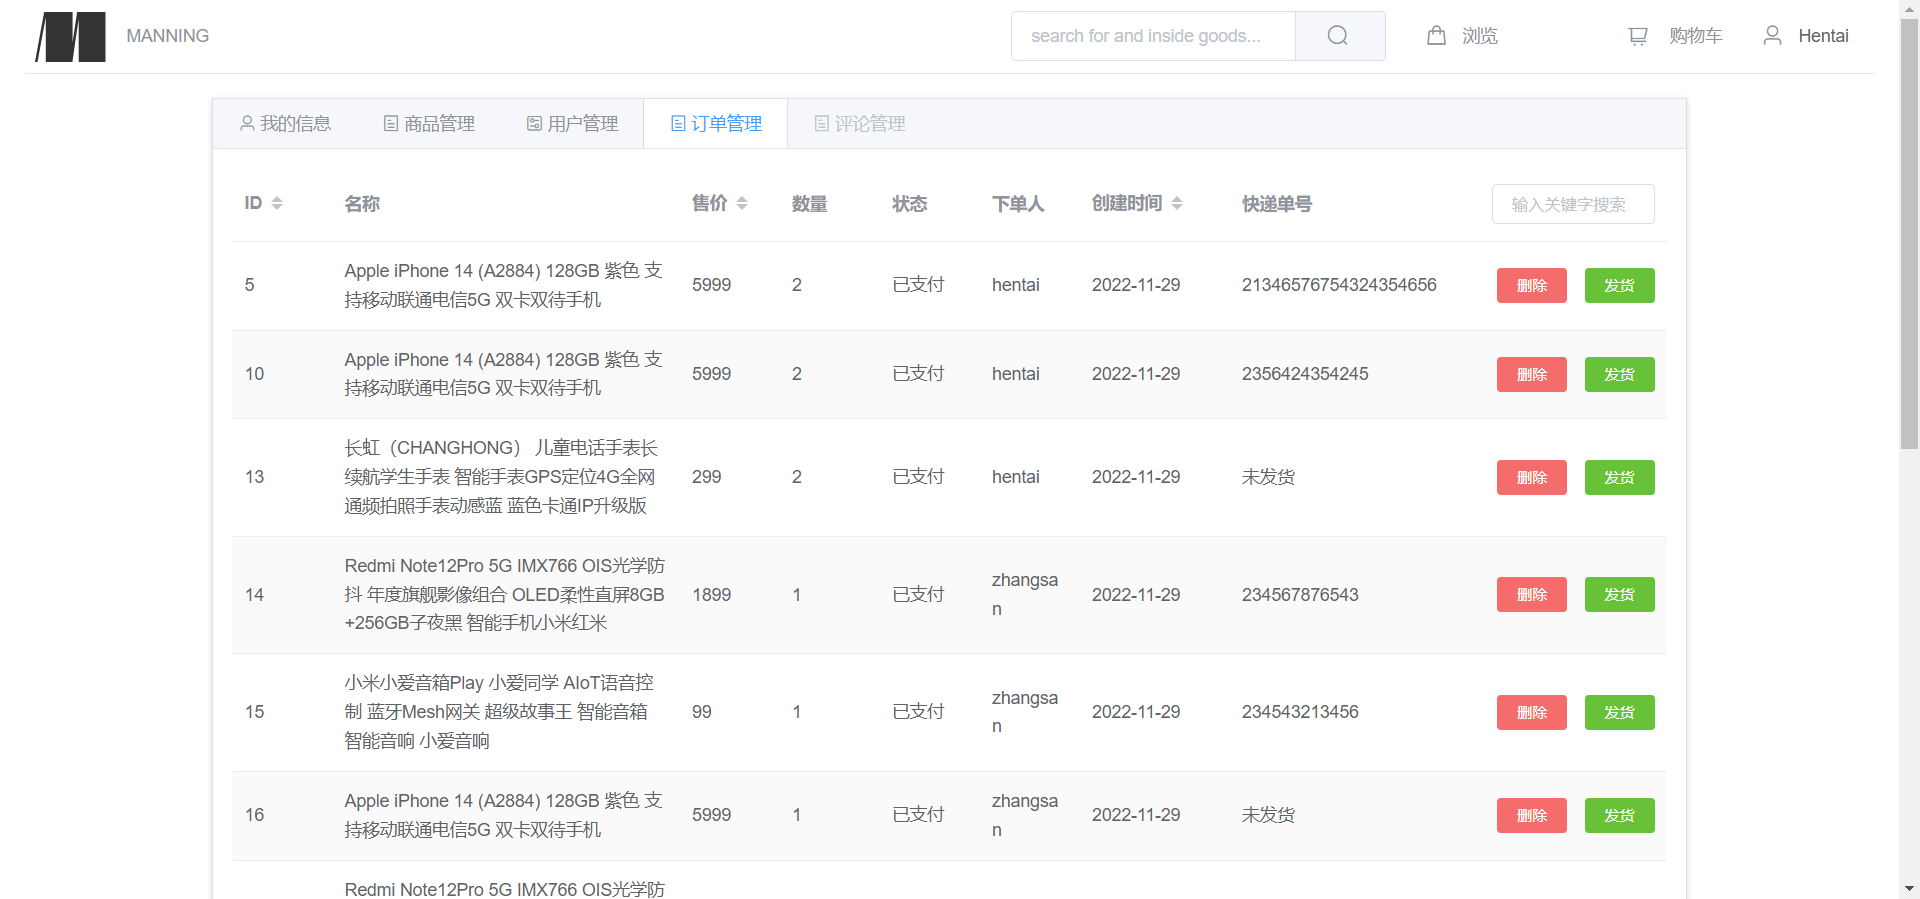 MANNING
search for and inside goods...
浏览
购物车
Hentai
我的信息
商品管理
用户管理
订单管理
评论管理
ID
名称
售价
数量
状态
下单人
创建时间
快递单号
输入关键字搜索
5
Apple iPhone 14 (A2884) 128GB 紫色 支
持移动联通电信5G 双卡双待手机
5999
2
已支付
hentai
2022-11-29
21346576754324354656
删除
发货
10
Apple iPhone 14 (A2884) 128GB 紫色 支
持移动联通电信5G 双卡双待手机
5999
2
已支付
hentai
2022-11-29
2356424354245
删除
发货
13
长虹（CHANGHONG） 儿童电话手表长
续航学生手表 智能手表GPS定位4G全网
通频拍照手表动感蓝 蓝色卡通IP升级版
299
2
已支付
hentai
2022-11-29
未发货
删除
发货
14
Redmi Note12Pro 5G IMX766 OIS光学防
抖 年度旗舰影像组合 OLED柔性直屏8GB
+256GB子夜黑 智能手机小米红米
1899
1
已支付
zhangsa
n
2022-11-29
234567876543
删除
发货
15
小米小爱音箱Play 小爱同学 AIoT语音控
制 蓝牙Mesh网关 超级故事王 智能音箱
智能音响 小爱音响
99
1
已支付
zhangsa
n
2022-11-29
234543213456
删除
发货
16
Apple iPhone 14 (A2884) 128GB 紫色 支
持移动联通电信5G 双卡双待手机
5999
1
已支付
zhangsa
n
2022-11-29
未发货
删除
发货
Redmi Note12Pro 5G IMX766 OIS光学防